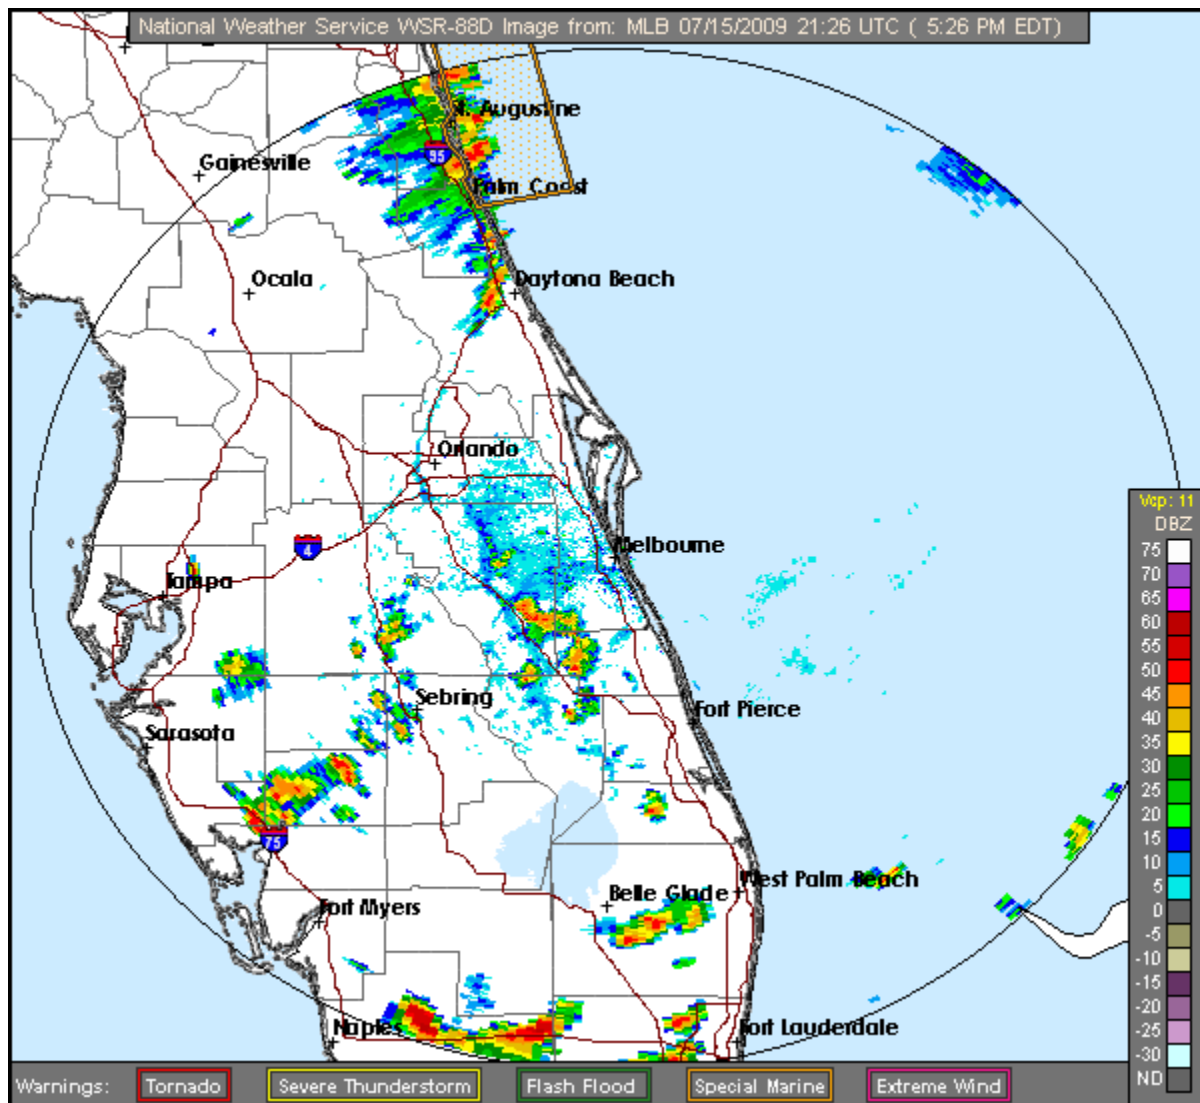 National Weather Service WSR-88D Image from: MLB 07/15/2009 21:26 UTC ( 5:26 PM EDT)
Augustine
95
Gainesville
Palm Coast
Ocala
Daytona Beach
Orlando
4
Melbourne
Tampa
Sebring
Fort Pierce
Sarasota
75
West Palm Beach
Belle Glade
Fort Myers
Naples
Fort Lauderdale
Vcp: 11
DBZ
75
70
65
60
55
50
45
40
35
30
25
20
15
10
5
0
-5
-10
-15
-20
-25
-30
ND
Warnings: Tornado Severe Thunderstorm Flash Flood Special Marine Extreme Wind